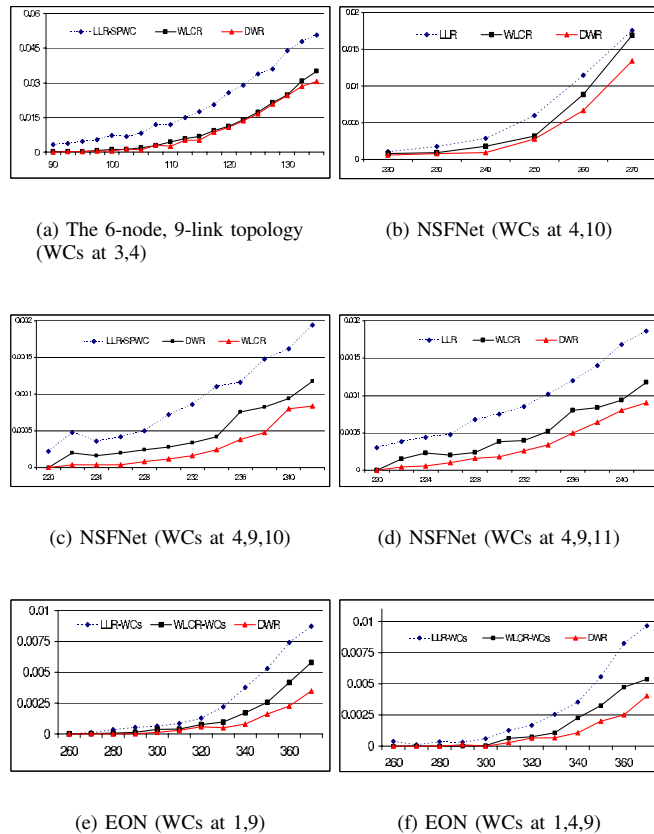 0.06
LLR-SPWC WLCR DWR
0.045
0.03
0.015
0
90 100 110 120 130
(a) The 6-node, 9-link topology
(WCs at 3,4)
0.02
LLR WLCR DWR
0.015
0.01
0.005
0
220 230 240 250 260 270
(b) NSFNet (WCs at 4,10)
0.002
LLR-SPWC DWR WLCR
0.0015
0.001
0.0005
0
220 222 224 226 228 232 234 236 238 240
(c) NSFNet (WCs at 4,9,10)
0.002
LLR WLCR DWR
0.0015
0.001
0.0005
0
220 224 228 232 236 240
(d) NSFNet (WCs at 4,9,11)
0.01
LLR-WCs WLCR-WCs DWR
0.0075
0.005
0.0025
0
260 280 300 320 340 360
(e) EON (WCs at 1,9)
0.01
LLR-WCs WLCR-WCs DWR
0.0075
0.005
0.0025
0
260 280 300 320 340 360
(f) EON (WCs at 1,4,9)